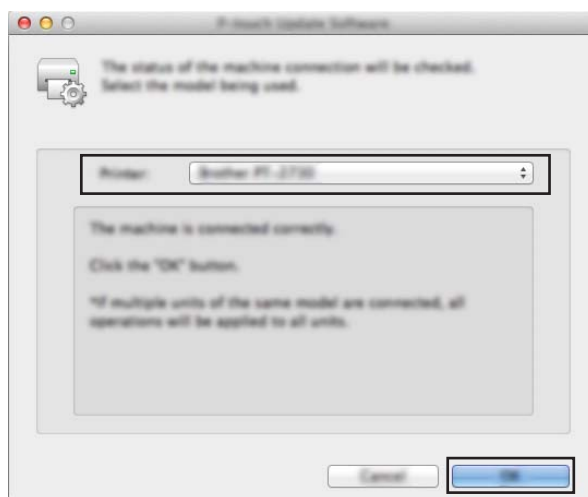 P-touch Update Software
The status of the machine connection will be checked.
Select the model being used.
Printer:
Brother PT-2730
The machine is connected correctly.
Click the "OK" button.
*If multiple units of the same model are connected, all
operations will be applied to all units.
Cancel
OK